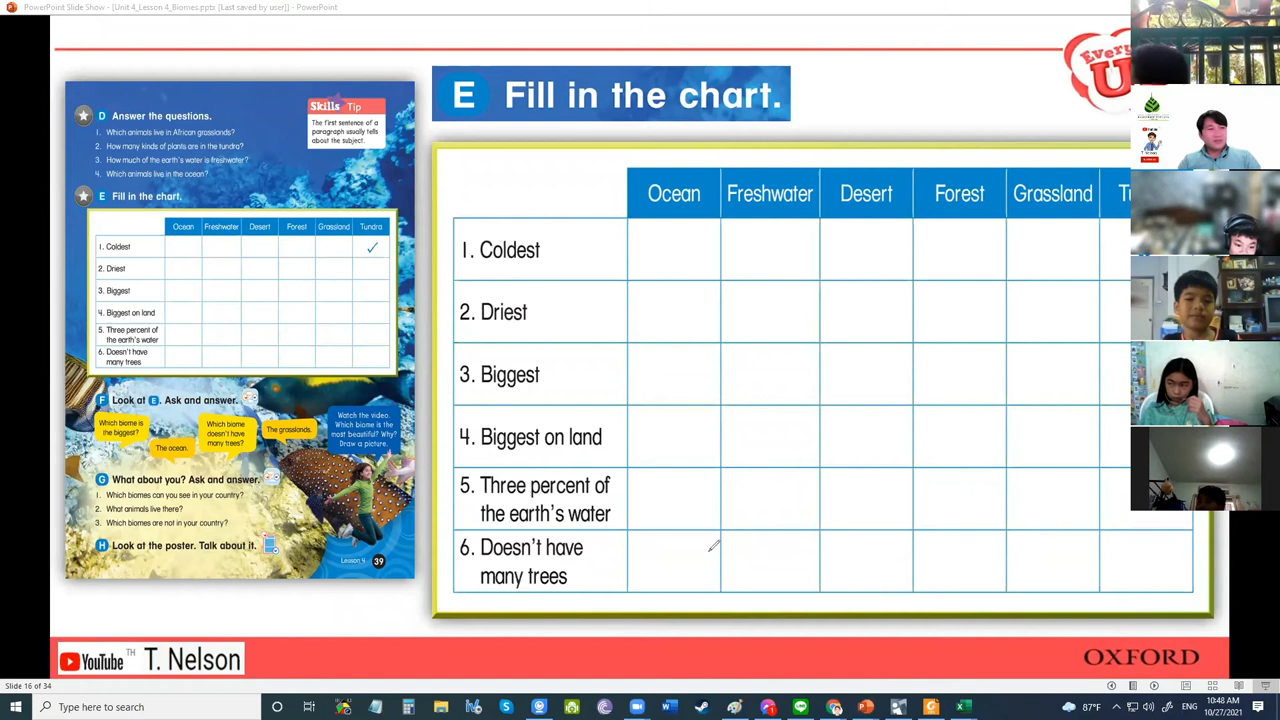 PowerPoint Slide Show - [Unit 4_Lesson 4_Biomes.pptx [Last saved by user]] - PowerPoint
D Answer the questions.
1. Which animals live in African grasslands?
2. How many kinds of plants are in the tundra?
3. How much of the earth's water is freshwater?
4. Which animals live in the ocean?
Skills Tip
The first sentence of a
paragraph usually tells
about the subject.
E Fill in the chart.
Ocean Freshwater Desert Forest Grassland Tundra
1. Coldest ✓
2. Driest
3. Biggest
4. Biggest on land
5. Three percent of
the earth's water
6. Doesn't have
many trees
F Look at E. Ask and answer.
Which biome is
the biggest?
The ocean.
Which biome
doesn't have
many trees?
The grasslands.
Watch the video.
Which biome is the
most beautiful? Why?
Draw a picture.
G What about you? Ask and answer.
1. Which biomes can you see in your country?
2. What animals live there?
3. Which biomes are not in your country?
H Look at the poster. Talk about it.
Lesson 4 39
E Fill in the chart.
Ocean Freshwater Desert Forest Grassland
1. Coldest
2. Driest
3. Biggest
4. Biggest on land
5. Three percent of
the earth's water
6. Doesn't have
many trees
YouTube TH T. Nelson
OXFORD
Slide 16 of 34
Type here to search
87°F
ENG
10:48 AM
10/27/2021